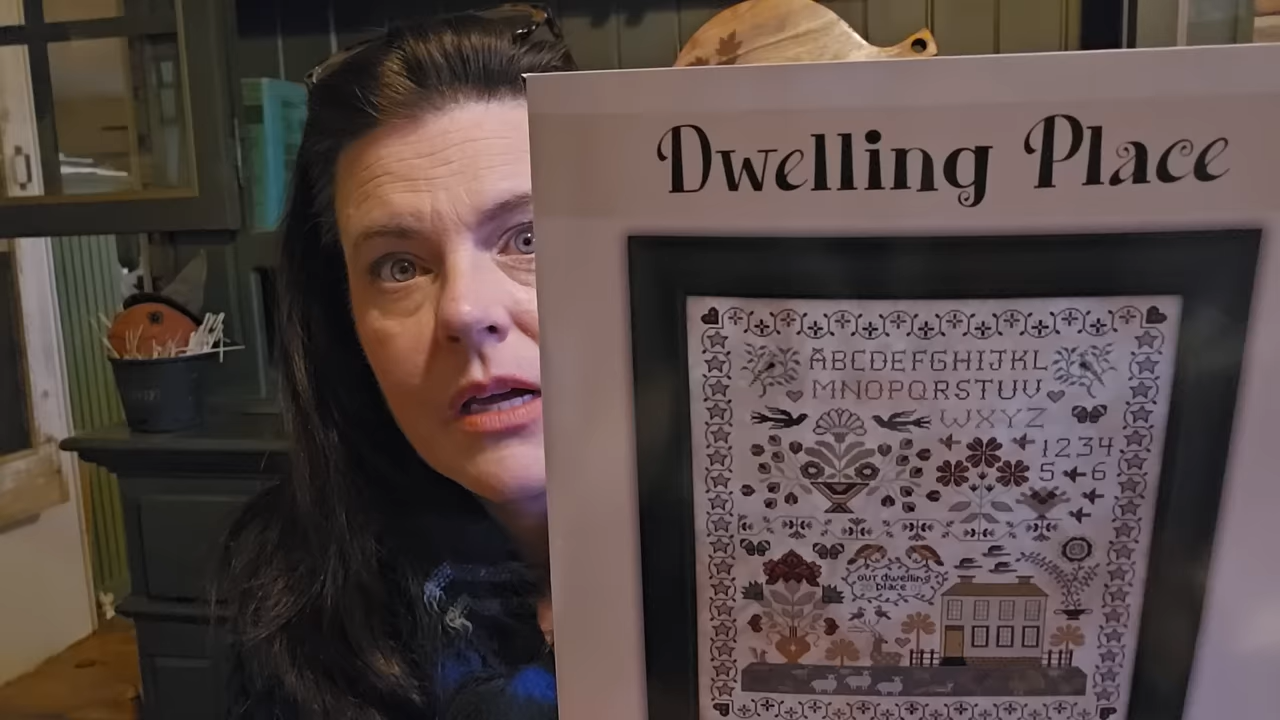 Dwelling Place
ABCDEFGHIJKL
MNOPQRSTUV
WXYZ
1234
5 6
our dwelling
place